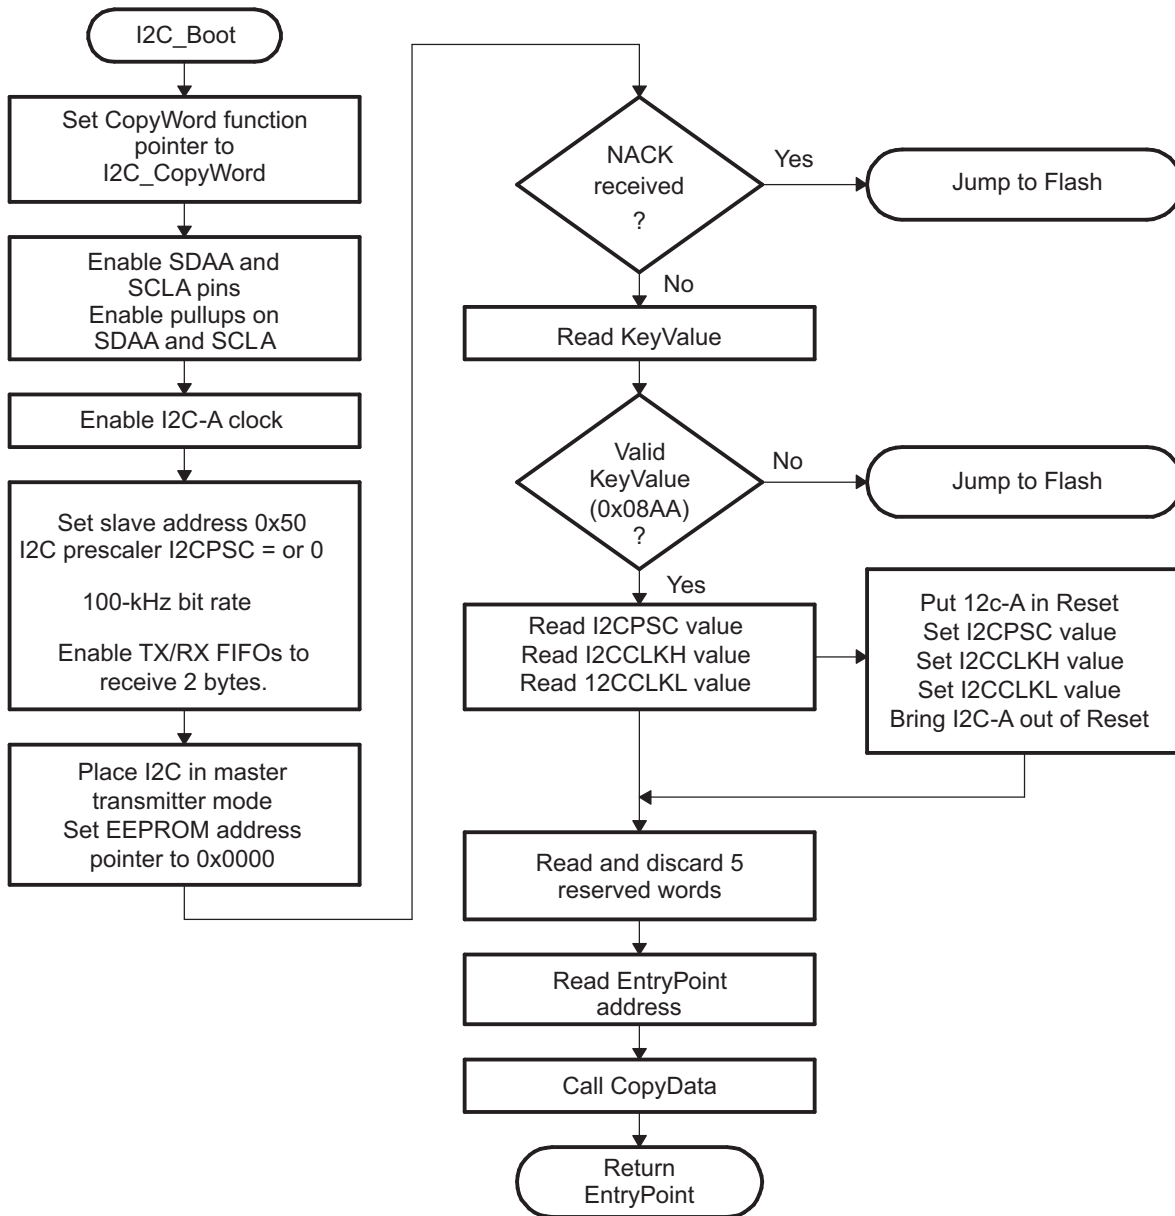 I2C_Boot
Set CopyWord function
pointer to
I2C_CopyWord
Enable SDAA and
SCLA pins
Enable pullups on
SDAA and SCLA
Enable I2C-A clock
Set slave address 0x50
I2C prescaler I2CPSC = or 0
100-kHz bit rate
Enable TX/RX FIFOs to
receive 2 bytes.
Place I2C in master
transmitter mode
Set EEPROM address
pointer to 0x0000
NACK
received
?
Yes
Jump to Flash
No
Read KeyValue
Valid
KeyValue
(0x08AA)
?
No
Jump to Flash
Yes
Read I2CPSC value
Read I2CCLKH value
Read 12CCLKL value
Put 12c-A in Reset
Set I2CPSC value
Set I2CCLKH value
Set I2CCLKL value
Bring I2C-A out of Reset
Read and discard 5
reserved words
Read EntryPoint
address
Call CopyData
Return
EntryPoint